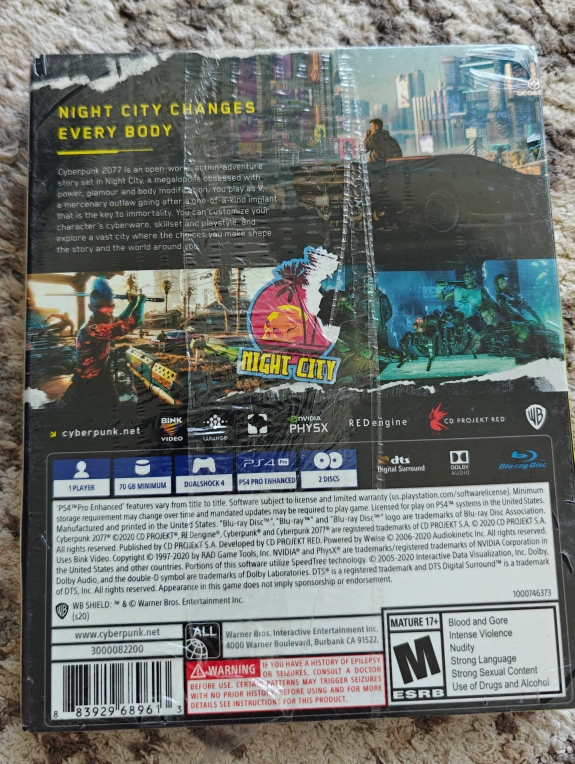 NIGHT CITY CHANGES
EVERY BODY
Cyberpunk 2077 is an open-world, action-adventure
story set in Night City, a megalopolis obsessed with
power, glamour and body modification. You play as V,
a mercenary outlaw going after a one-of-a-kind implant
that is the key to immortality. You can customize your
character's cyberware, skillset and playstyle, and
explore a vast city where the choices you make shape
the story and the world around you.
NIGHT CITY
cyberpunk.net
BINK
VIDEO
Wwise
NVIDIA
PHYSX
REDengine
CD PROJEKT RED
WB
1 PLAYER
70 GB MINIMUM
DUALSHOCK 4
PS4
PS4 PRO ENHANCED
2 DISCS
dts
Digital Surround
DOLBY
AUDIO
Blu-ray Disc
'PS4™Pro Enhanced' features vary from title to title. Software subject to license and limited warranty (us.playstation.com/softwarelicense). Minimum
storage requirement may change over time and mandated updates may be required to play game. Licensed for play on PS4™ systems in the United States.
Manufactured and printed in the United States. "Blu-ray Disc™", "Blu-ray™" and "Blu-ray Disc™" logo are trademarks of Blu-ray Disc Association.
Cyberpunk 2077® ©2020 CD PROJEKT®, REDengine®, Cyberpunk® and Cyberpunk 2077® are registered trademarks of CD PROJEKT S.A. © 2020 CD PROJEKT S.A.
All rights reserved. Published by CD PROJEKT S.A. Developed by CD PROJEKT RED. Powered by Wwise © 2006-2020 Audiokinetic Inc. All rights reserved.
Uses Bink Video. Copyright © 1997-2020 by RAD Game Tools, Inc. NVIDIA® and PhysX® are trademarks/registered trademarks of NVIDIA Corporation in
the United States and other countries. Portions of this software utilize SpeedTree technology. © 2005-2020 Interactive Data Visualization, Inc. Dolby,
Dolby Audio, and the double-D symbol are trademarks of Dolby Laboratories. DTS® is a registered trademark and DTS Digital Surround™ is a trademark
of DTS, Inc. All rights reserved. Appearance in this game does not imply sponsorship or endorsement.
1000746373
WB SHIELD: ™ & © Warner Bros. Entertainment Inc.
(s20)
www.cyberpunk.net
3000082200
8 83929 68961 3
ALL
Warner Bros. Interactive Entertainment Inc.
4000 Warner Boulevard, Burbank CA 91522.
WARNING IF YOU HAVE A HISTORY OF EPILEPSY
OR SEIZURES, CONSULT A DOCTOR
BEFORE USE. CERTAIN PATTERNS MAY TRIGGER SEIZURES
WITH NO PRIOR HISTORY. BEFORE USING AND FOR MORE
DETAILS SEE INSTRUCTIONS FOR THIS PRODUCT.
MATURE 17+
M
ESRB
Blood and Gore
Intense Violence
Nudity
Strong Language
Strong Sexual Content
Use of Drugs and Alcohol